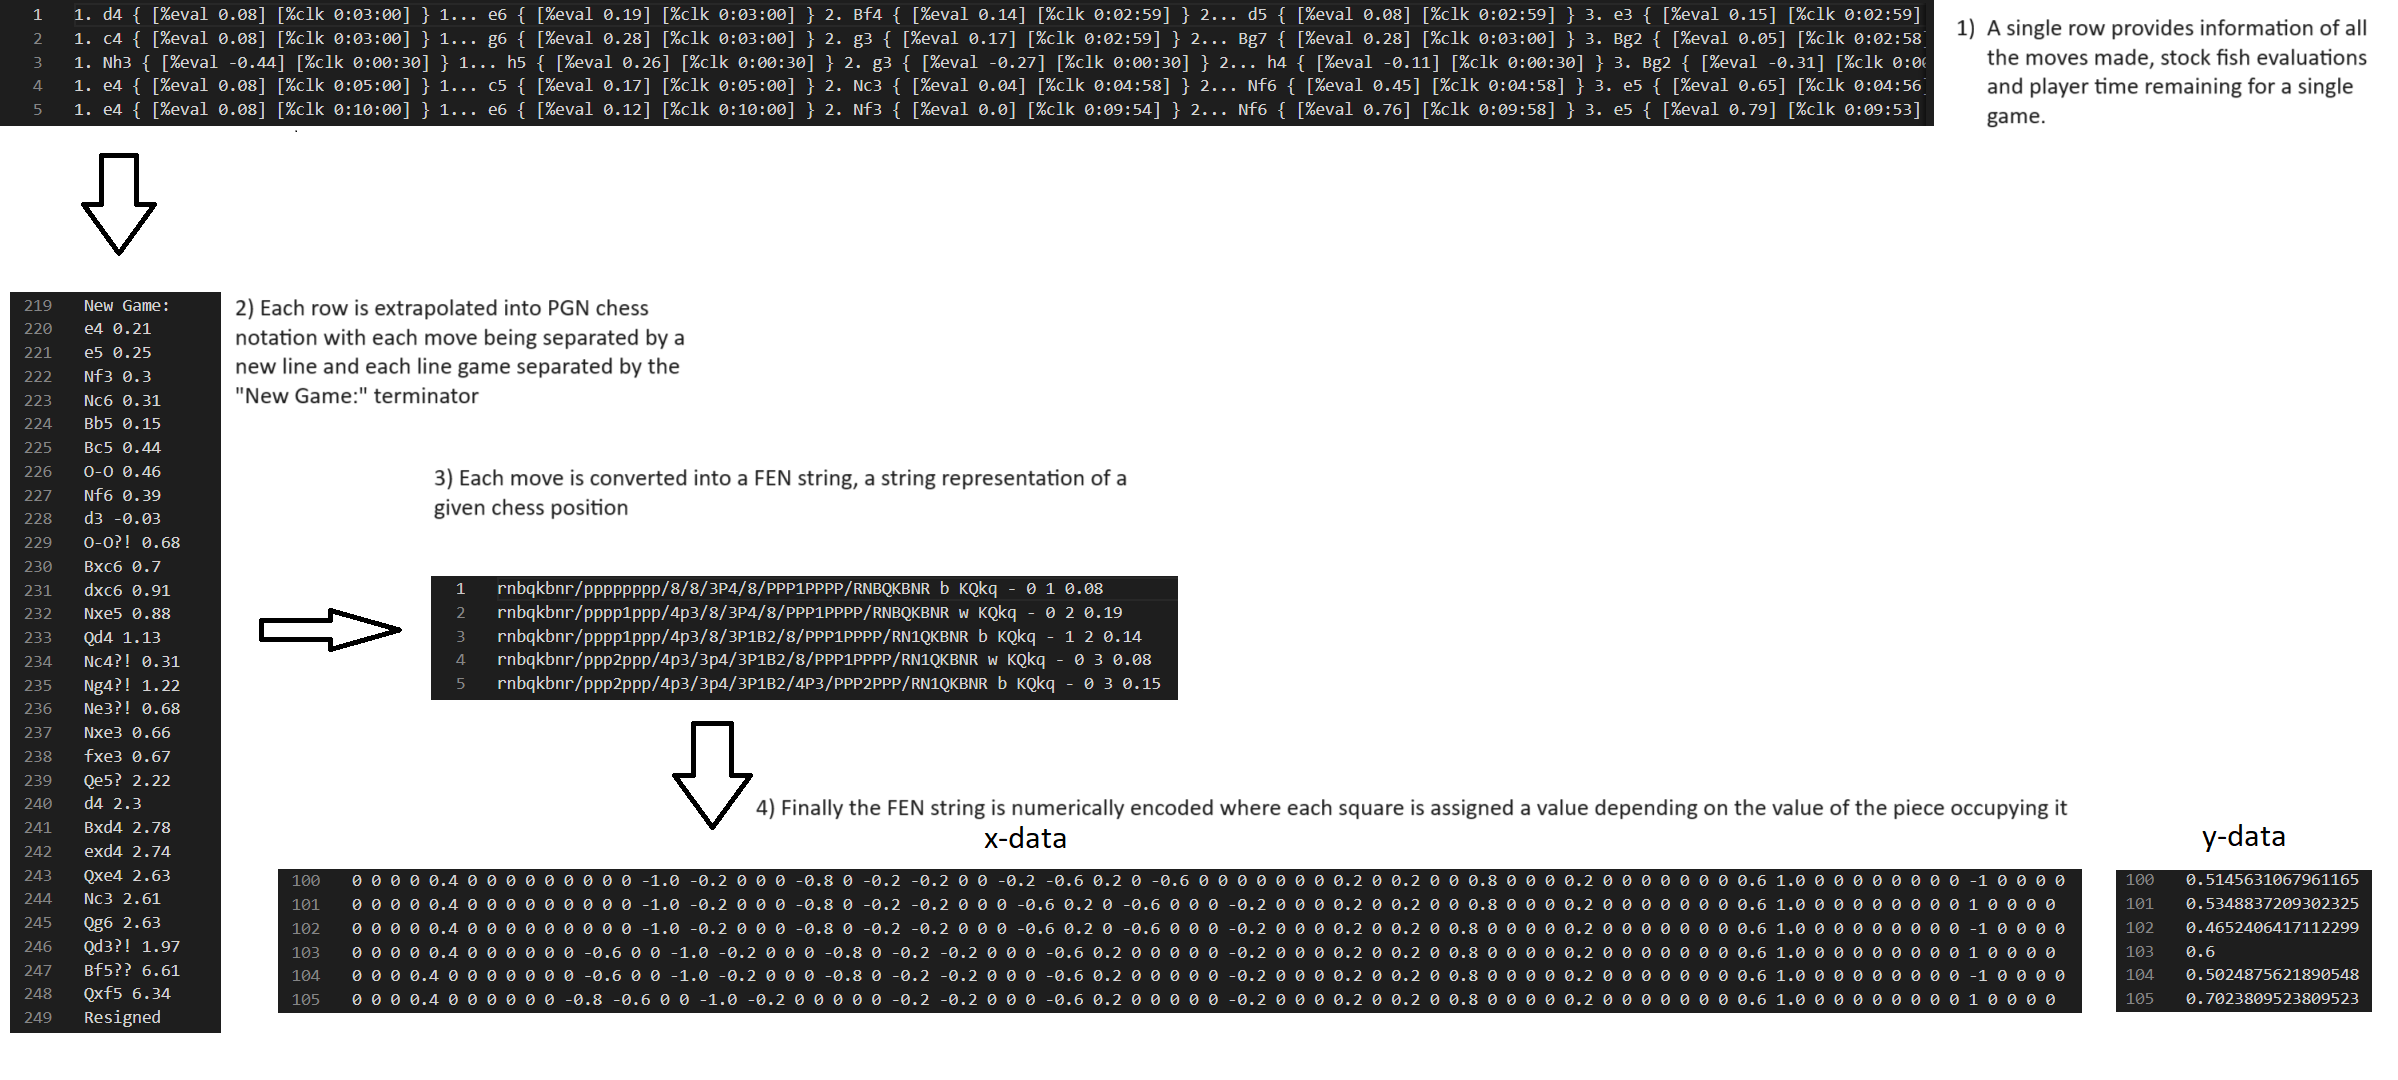 1 1. d4 { [%eval 0.08] [%clk 0:03:00] } 1... e6 { [%eval 0.19] [%clk 0:03:00] } 2. Bf4 { [%eval 0.14] [%clk 0:02:59] } 2... d5 { [%eval 0.08] [%clk 0:02:59] } 3. e3 { [%eval 0.15] [%clk 0:02:59]
2 1. c4 { [%eval 0.08] [%clk 0:03:00] } 1... g6 { [%eval 0.28] [%clk 0:03:00] } 2. g3 { [%eval 0.17] [%clk 0:02:59] } 2... Bg7 { [%eval 0.28] [%clk 0:03:00] } 3. Bg2 { [%eval 0.05] [%clk 0:02:58
3 1. Nh3 { [%eval -0.44] [%clk 0:00:30] } 1... h5 { [%eval 0.26] [%clk 0:00:30] } 2. g3 { [%eval -0.27] [%clk 0:00:30] } 2... h4 { [%eval -0.11] [%clk 0:00:30] } 3. Bg2 { [%eval -0.31] [%clk 0:00
4 1. e4 { [%eval 0.08] [%clk 0:05:00] } 1... c5 { [%eval 0.17] [%clk 0:05:00] } 2. Nc3 { [%eval 0.04] [%clk 0:04:58] } 2... Nf6 { [%eval 0.45] [%clk 0:04:58] } 3. e5 { [%eval 0.65] [%clk 0:04:56
5 1. e4 { [%eval 0.08] [%clk 0:10:00] } 1... e6 { [%eval 0.12] [%clk 0:10:00] } 2. Nf3 { [%eval 0.0] [%clk 0:09:54] } 2... Nf6 { [%eval 0.76] [%clk 0:09:58] } 3. e5 { [%eval 0.79] [%clk 0:09:53]
1) A single row provides information of all
the moves made, stock fish evaluations
and player time remaining for a single
game.
219 New Game:
220 e4 0.21
221 e5 0.25
222 Nf3 0.3
223 Nc6 0.31
224 Bb5 0.15
225 Bc5 0.44
226 O-O 0.46
227 Nf6 0.39
228 d3 -0.03
229 O-O?! 0.68
230 Bxc6 0.7
231 dxc6 0.91
232 Nxe5 0.88
233 Qd4 1.13
234 Nc4?! 0.31
235 Ng4?! 1.22
236 Ne3?! 0.68
237 Nxe3 0.66
238 fxe3 0.67
239 Qe5? 2.22
240 d4 2.3
241 Bxd4 2.78
242 exd4 2.74
243 Qxe4 2.63
244 Nc3 2.61
245 Qg6 2.63
246 Qd3?! 1.97
247 Bf5?? 6.61
248 Qxf5 6.34
249 Resigned
2) Each row is extrapolated into PGN chess
notation with each move being separated by a
new line and each line game separated by the
"New Game:" terminator
3) Each move is converted into a FEN string, a string representation of a
given chess position
1 rnbqkbnr/pppppppp/8/8/3P4/8/PPP1PPPP/RNBQKBNR b KQkq - 0 1 0.08
2 rnbqkbnr/pppp1ppp/4p3/8/3P4/8/PPP1PPPP/RNBQKBNR w KQkq - 0 2 0.19
3 rnbqkbnr/pppp1ppp/4p3/8/3P1B2/8/PPP1PPPP/RN1QKBNR b KQkq - 1 2 0.14
4 rnbqkbnr/ppp2ppp/4p3/3p4/3P1B2/8/PPP1PPPP/RN1QKBNR w KQkq - 0 3 0.08
5 rnbqkbnr/ppp2ppp/4p3/3p4/3P1B2/4P3/PPP2PPP/RN1QKBNR b KQkq - 0 3 0.15
4) Finally the FEN string is numerically encoded where each square is assigned a value depending on the value of the piece occupying it
x-data
100 0 0 0 0 0.4 0 0 0 0 0 0 0 0 0 -1.0 -0.2 0 0 0 -0.8 0 -0.2 -0.2 0 0 -0.2 -0.6 0.2 0 -0.6 0 0 0 0 0 0 0 0.2 0 0.2 0 0 0.8 0 0 0 0.2 0 0 0 0 0 0 0 0.6 1.0 0 0 0 0 0 0 0 0 -1 0 0 0 0
101 0 0 0 0 0.4 0 0 0 0 0 0 0 0 0 -1.0 -0.2 0 0 0 -0.8 0 -0.2 -0.2 0 0 0 -0.6 0.2 0 -0.6 0 0 0 -0.2 0 0 0 0.2 0 0.2 0 0 0.8 0 0 0 0.2 0 0 0 0 0 0 0 0.6 1.0 0 0 0 0 0 0 0 0 1 0 0 0 0
102 0 0 0 0 0.4 0 0 0 0 0 0 0 0 0 -1.0 -0.2 0 0 0 -0.8 0 -0.2 -0.2 0 0 0 -0.6 0.2 0 -0.6 0 0 0 -0.2 0 0 0 0.2 0 0.2 0 0.8 0 0 0 0 0.2 0 0 0 0 0 0 0 0.6 1.0 0 0 0 0 0 0 0 0 -1 0 0 0 0
103 0 0 0 0 0.4 0 0 0 0 0 0 -0.6 0 0 -1.0 -0.2 0 0 0 -0.8 0 -0.2 -0.2 0 0 0 -0.6 0.2 0 0 0 0 0 -0.2 0 0 0 0.2 0 0.2 0 0.8 0 0 0 0 0.2 0 0 0 0 0 0 0 0.6 1.0 0 0 0 0 0 0 0 0 1 0 0 0 0
104 0 0 0 0.4 0 0 0 0 0 0 0 -0.6 0 0 -1.0 -0.2 0 0 0 -0.8 0 -0.2 -0.2 0 0 0 -0.6 0.2 0 0 0 0 0 -0.2 0 0 0 0.2 0 0.2 0 0.8 0 0 0 0 0.2 0 0 0 0 0 0 0 0.6 1.0 0 0 0 0 0 0 0 0 -1 0 0 0 0
105 0 0 0 0.4 0 0 0 0 0 0 -0.8 -0.6 0 0 -1.0 -0.2 0 0 0 0 0 -0.2 -0.2 0 0 0 -0.6 0.2 0 0 0 0 0 -0.2 0 0 0 0.2 0 0.2 0 0.8 0 0 0 0 0.2 0 0 0 0 0 0 0 0.6 1.0 0 0 0 0 0 0 0 0 1 0 0 0 0
y-data
100 0.5145631067961165
101 0.5348837209302325
102 0.4652406417112299
103 0.6
104 0.5024875621890548
105 0.7023809523809523